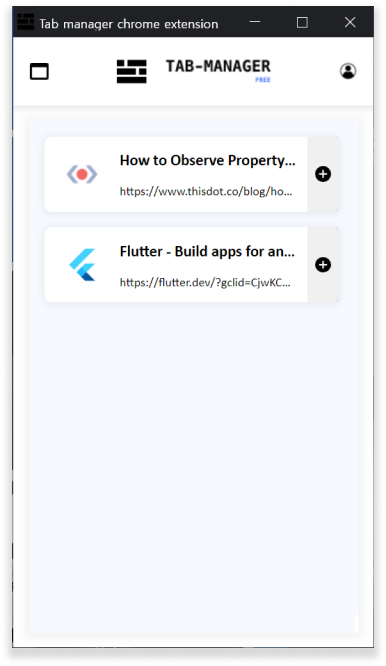 Tab manager chrome extension
TAB-MANAGER
FREE
How to Observe Property...
https://www.thisdot.co/blog/ho...
Flutter - Build apps for an...
https://flutter.dev/?gclid=CjwKC...